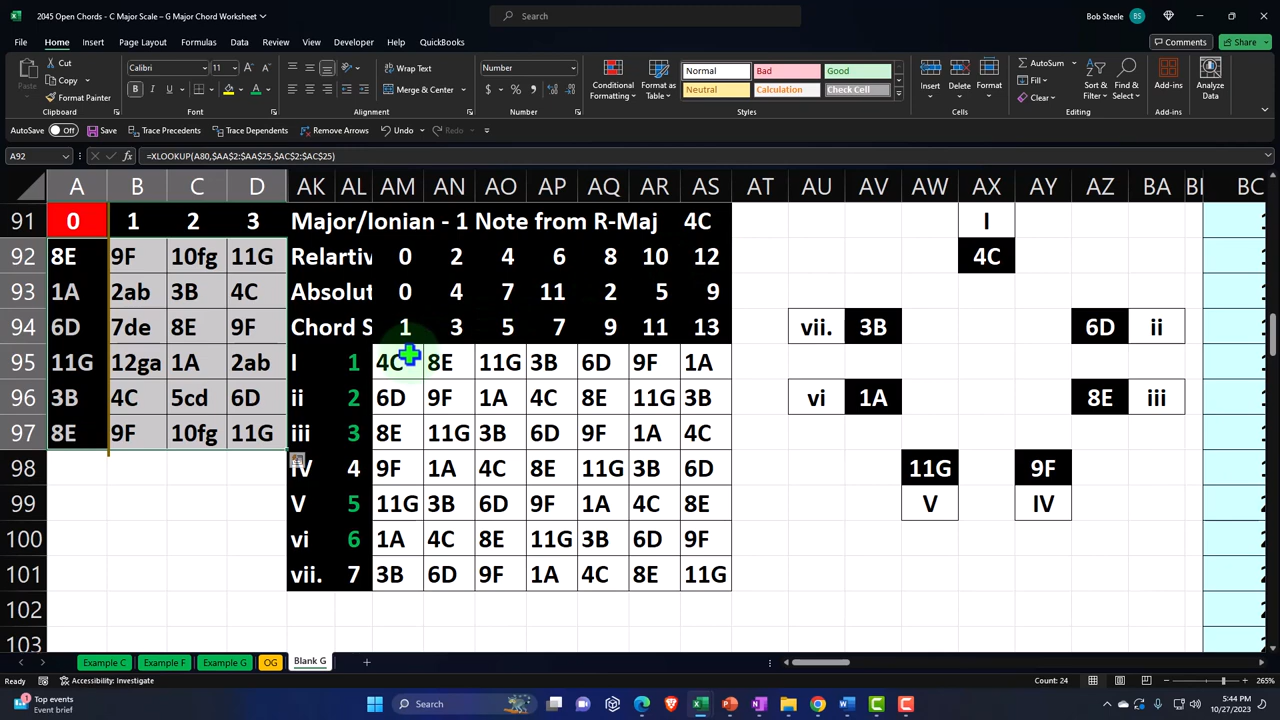 2045 Open Chords - C Major Scale – G Major Chord Worksheet
Search
Bob Steele
BS
File Home Insert Page Layout Formulas Data Review View Developer Help QuickBooks
Comments
Share
Cut
Copy
Paste
Format Painter
Clipboard
Calibri 11
B I U
Font
Wrap Text
Merge & Center
Alignment
Number
$ % ,
Number
Conditional Formatting
Format as Table
Normal Bad Good
Neutral Calculation Check Cell
Styles
Insert Delete Format
Cells
AutoSum
Fill
Clear
Sort & Filter
Find & Select
Editing
Add-ins
Add-ins
Analyze Data
AutoSave Off Save Trace Precedents Trace Dependents Remove Arrows Undo Redo
A92 fx =XLOOKUP(A80,$AA$2:$AA$25,$AC$2:$AC$25)
A B C D AK AL AM AN AO AP AQ AR AS AT AU AV AW AX AY AZ BA BC
91 0 1 2 3 Major/Ionian - 1 Note from R-Maj 4C I
92 8E 9F 10fg 11G Relartiv 0 2 4 6 8 10 12 4C
93 1A 2ab 3B 4C Absolut 0 4 7 11 2 5 9
94 6D 7de 8E 9F Chord S 1 3 5 7 9 11 13 vii. 3B 6D ii
95 11G 12ga 1A 2ab I 1 4C 8E 11G 3B 6D 9F 1A
96 3B 4C 5cd 6D ii 2 6D 9F 1A 4C 8E 11G 3B vi 1A 8E iii
97 8E 9F 10fg 11G iii 3 8E 11G 3B 6D 9F 1A 4C
98 IV 4 9F 1A 4C 8E 11G 3B 6D 11G 9F
99 V 5 11G 3B 6D 9F 1A 4C 8E V IV
100 vi 6 1A 4C 8E 11G 3B 6D 9F
101 vii. 7 3B 6D 9F 1A 4C 8E 11G
102
103
Example C Example F Example G OG Blank G
Ready Accessibility: Investigate Count: 24 265%
Top events
Event brief
Search
5:44 PM
10/27/2023